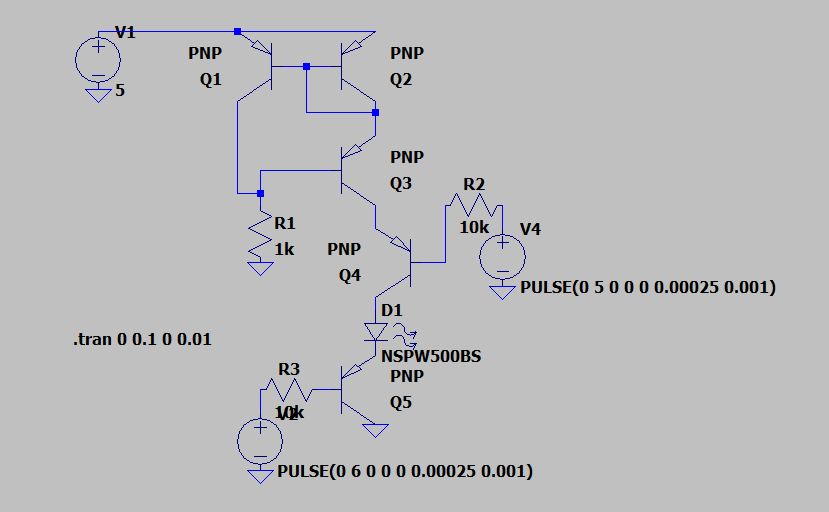 V1
5
PNP
Q1
PNP
Q2
PNP
Q3
R1
1k
PNP
Q4
R2
10k
V4
PULSE(0 5 0 0 0 0.00025 0.001)
D1
NSPW500BS
.tran 0 0.1 0 0.01
PNP
Q5
R3
10k
V2
PULSE(0 6 0 0 0 0.00025 0.001)